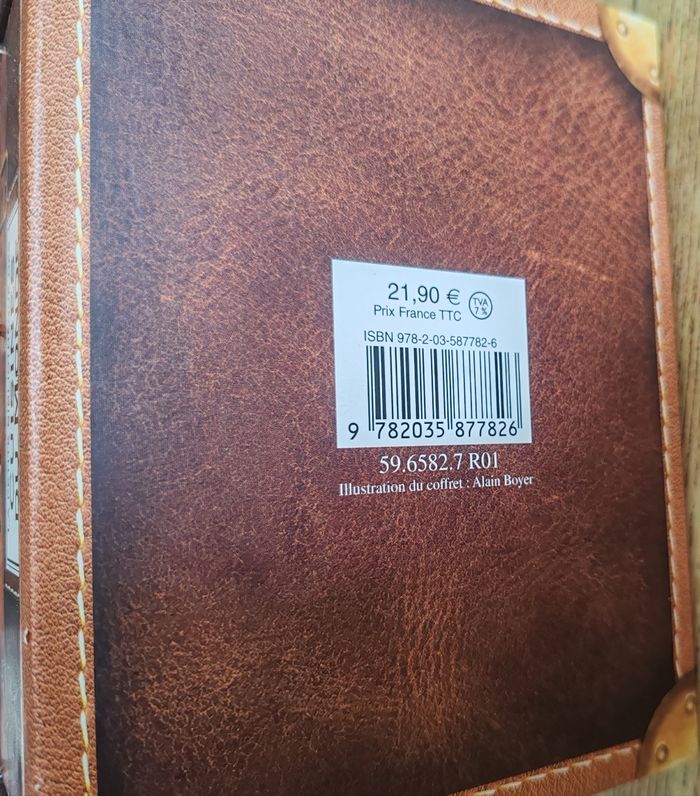 21,90 €
TVA
7 %
Prix France TTC
ISBN 978-2-03-587782-6
9 782035 877826
59.6582.7 R01
Illustration du coffret : Alain Boyer